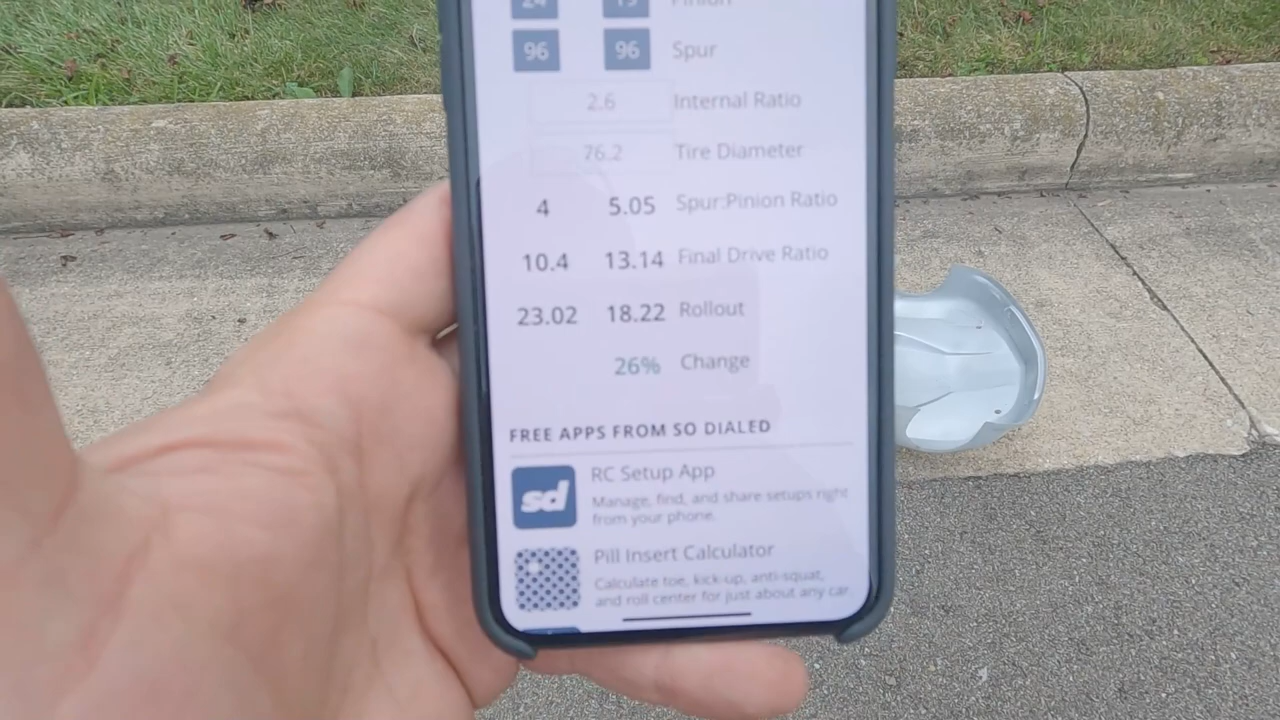 24 19 Pinion
96 96 Spur
2.6 Internal Ratio
76.2 Tire Diameter
4 5.05 Spur:Pinion Ratio
10.4 13.14 Final Drive Ratio
23.02 18.22 Rollout
26% Change
FREE APPS FROM SO DIALED
sd
RC Setup App
Manage, find, and share setups right
from your phone.
Pill Insert Calculator
Calculate toe, kick-up, anti-squat,
and roll center for just about any car.